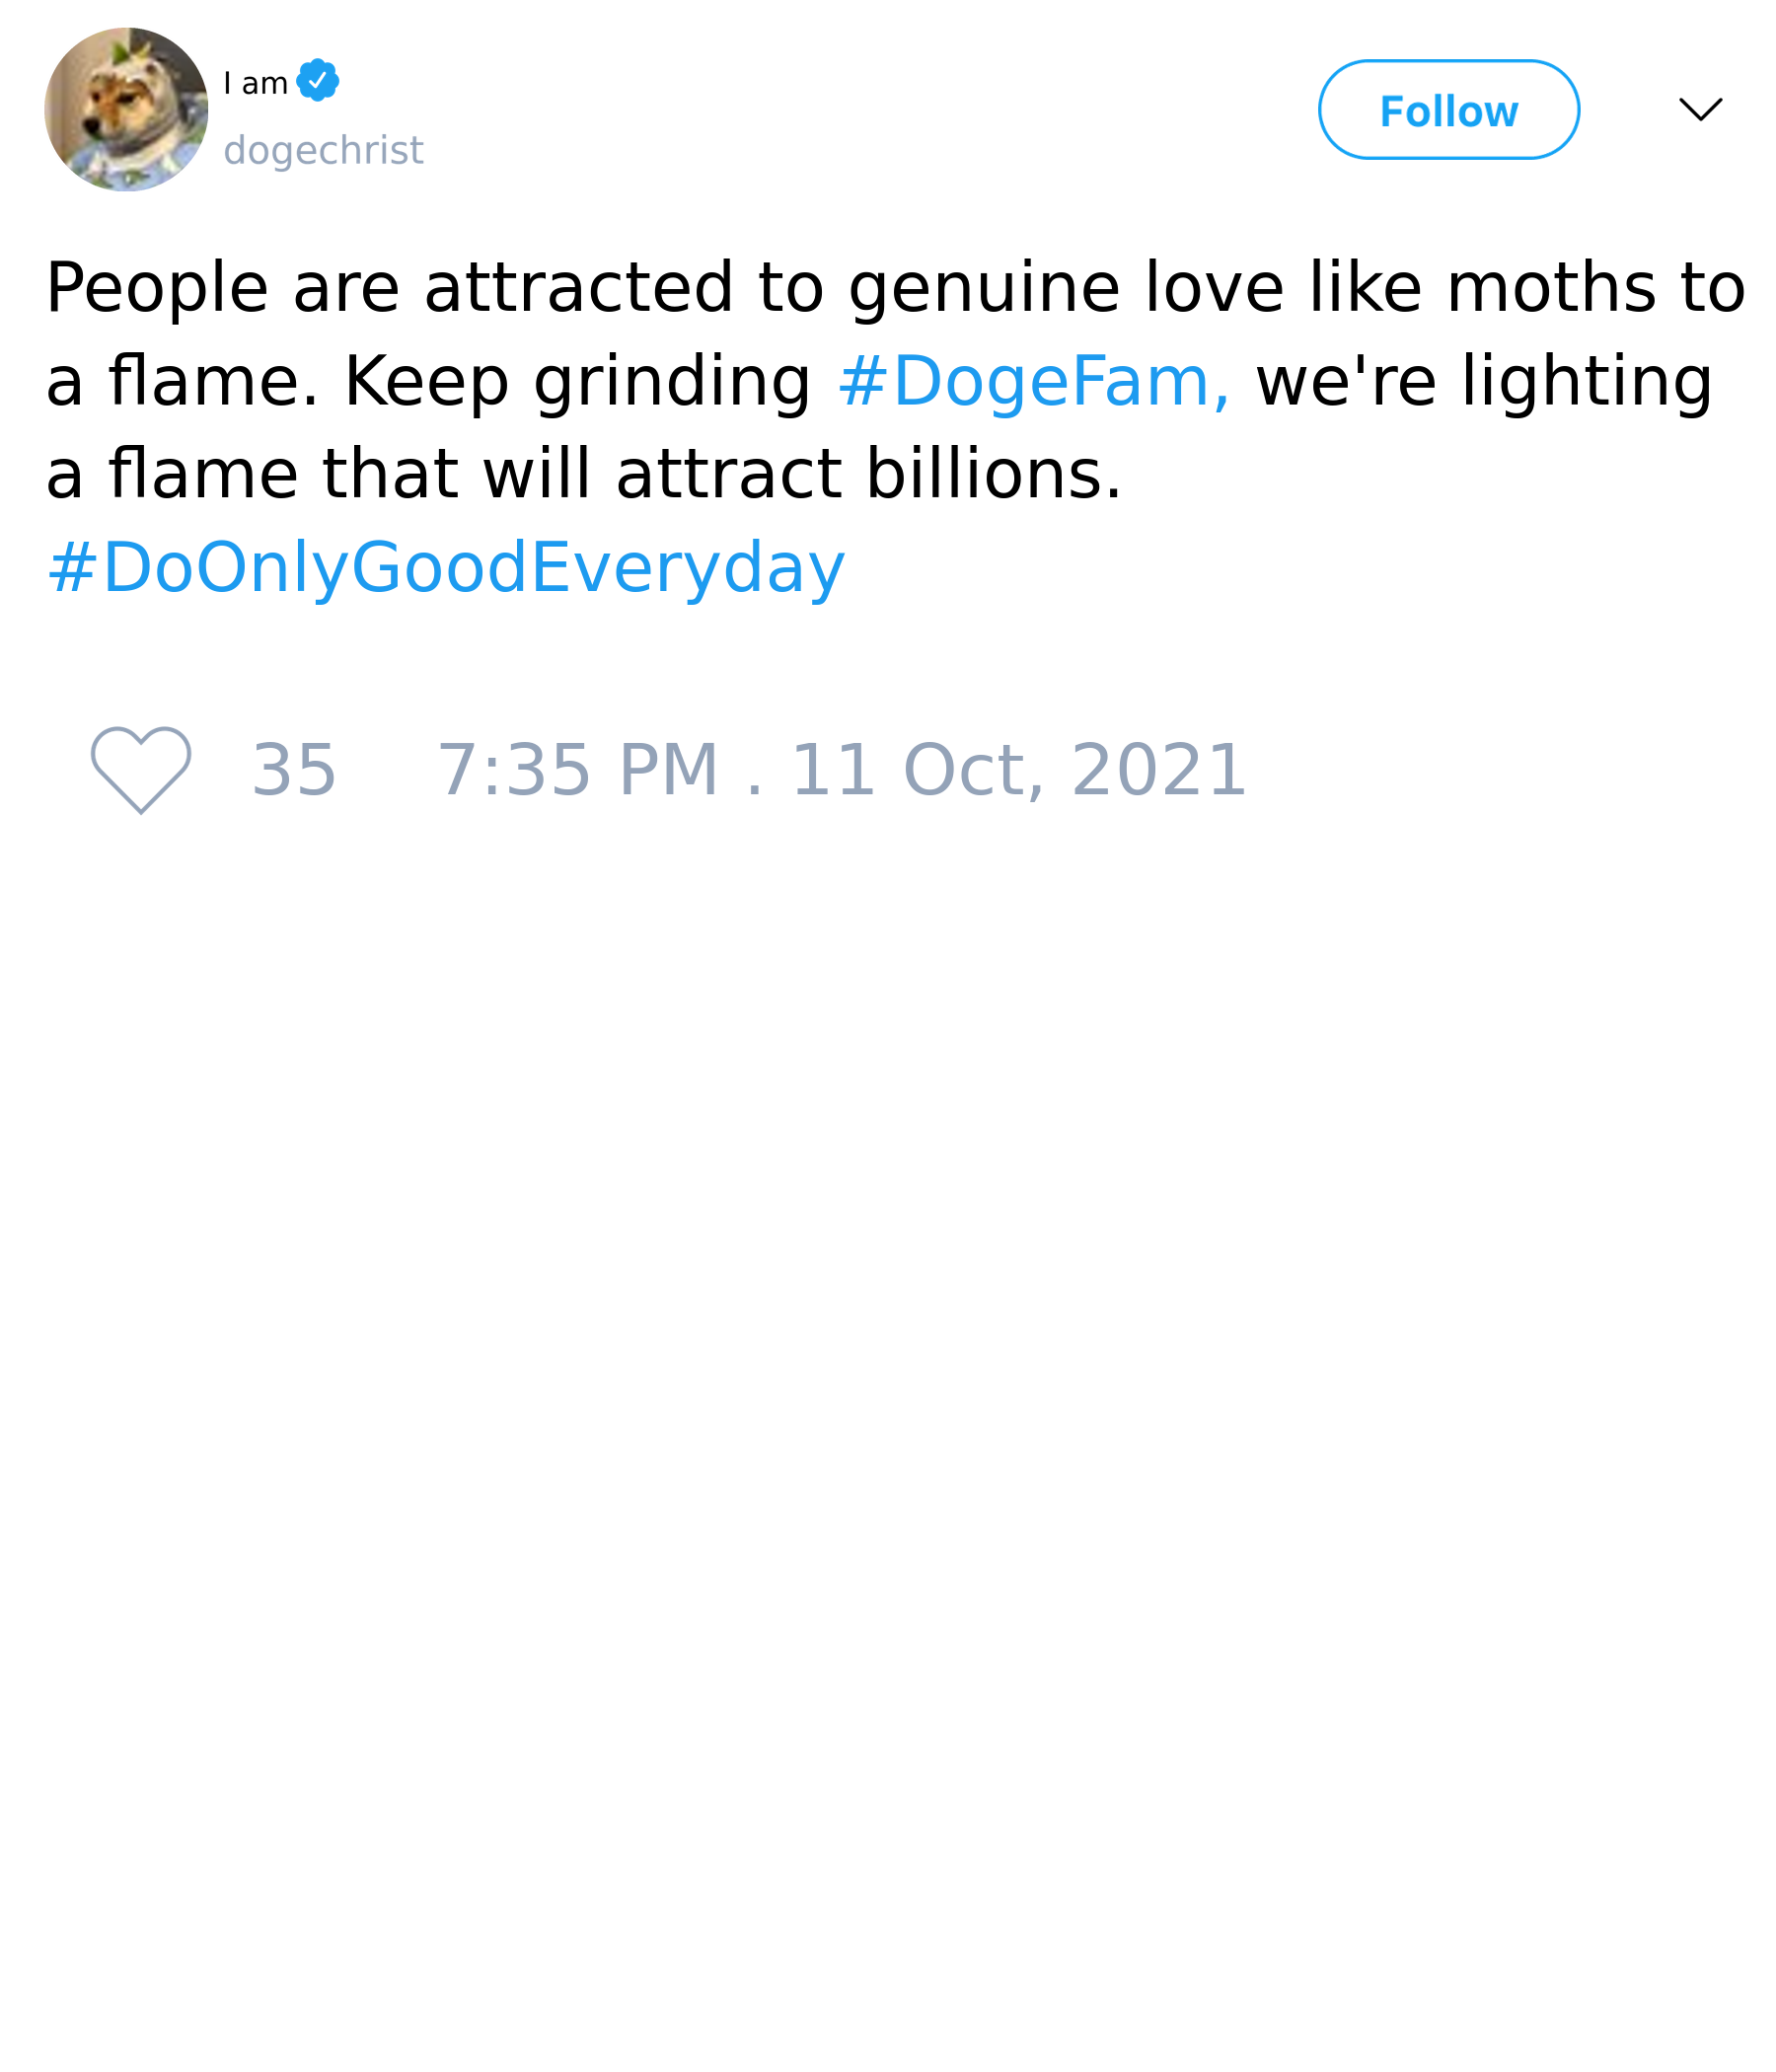 I am
dogechrist
Follow
People are attracted to genuine love like moths to
a flame. Keep grinding #DogeFam, we're lighting
a flame that will attract billions.
#DoOnlyGoodEveryday
35 7:35 PM . 11 Oct, 2021